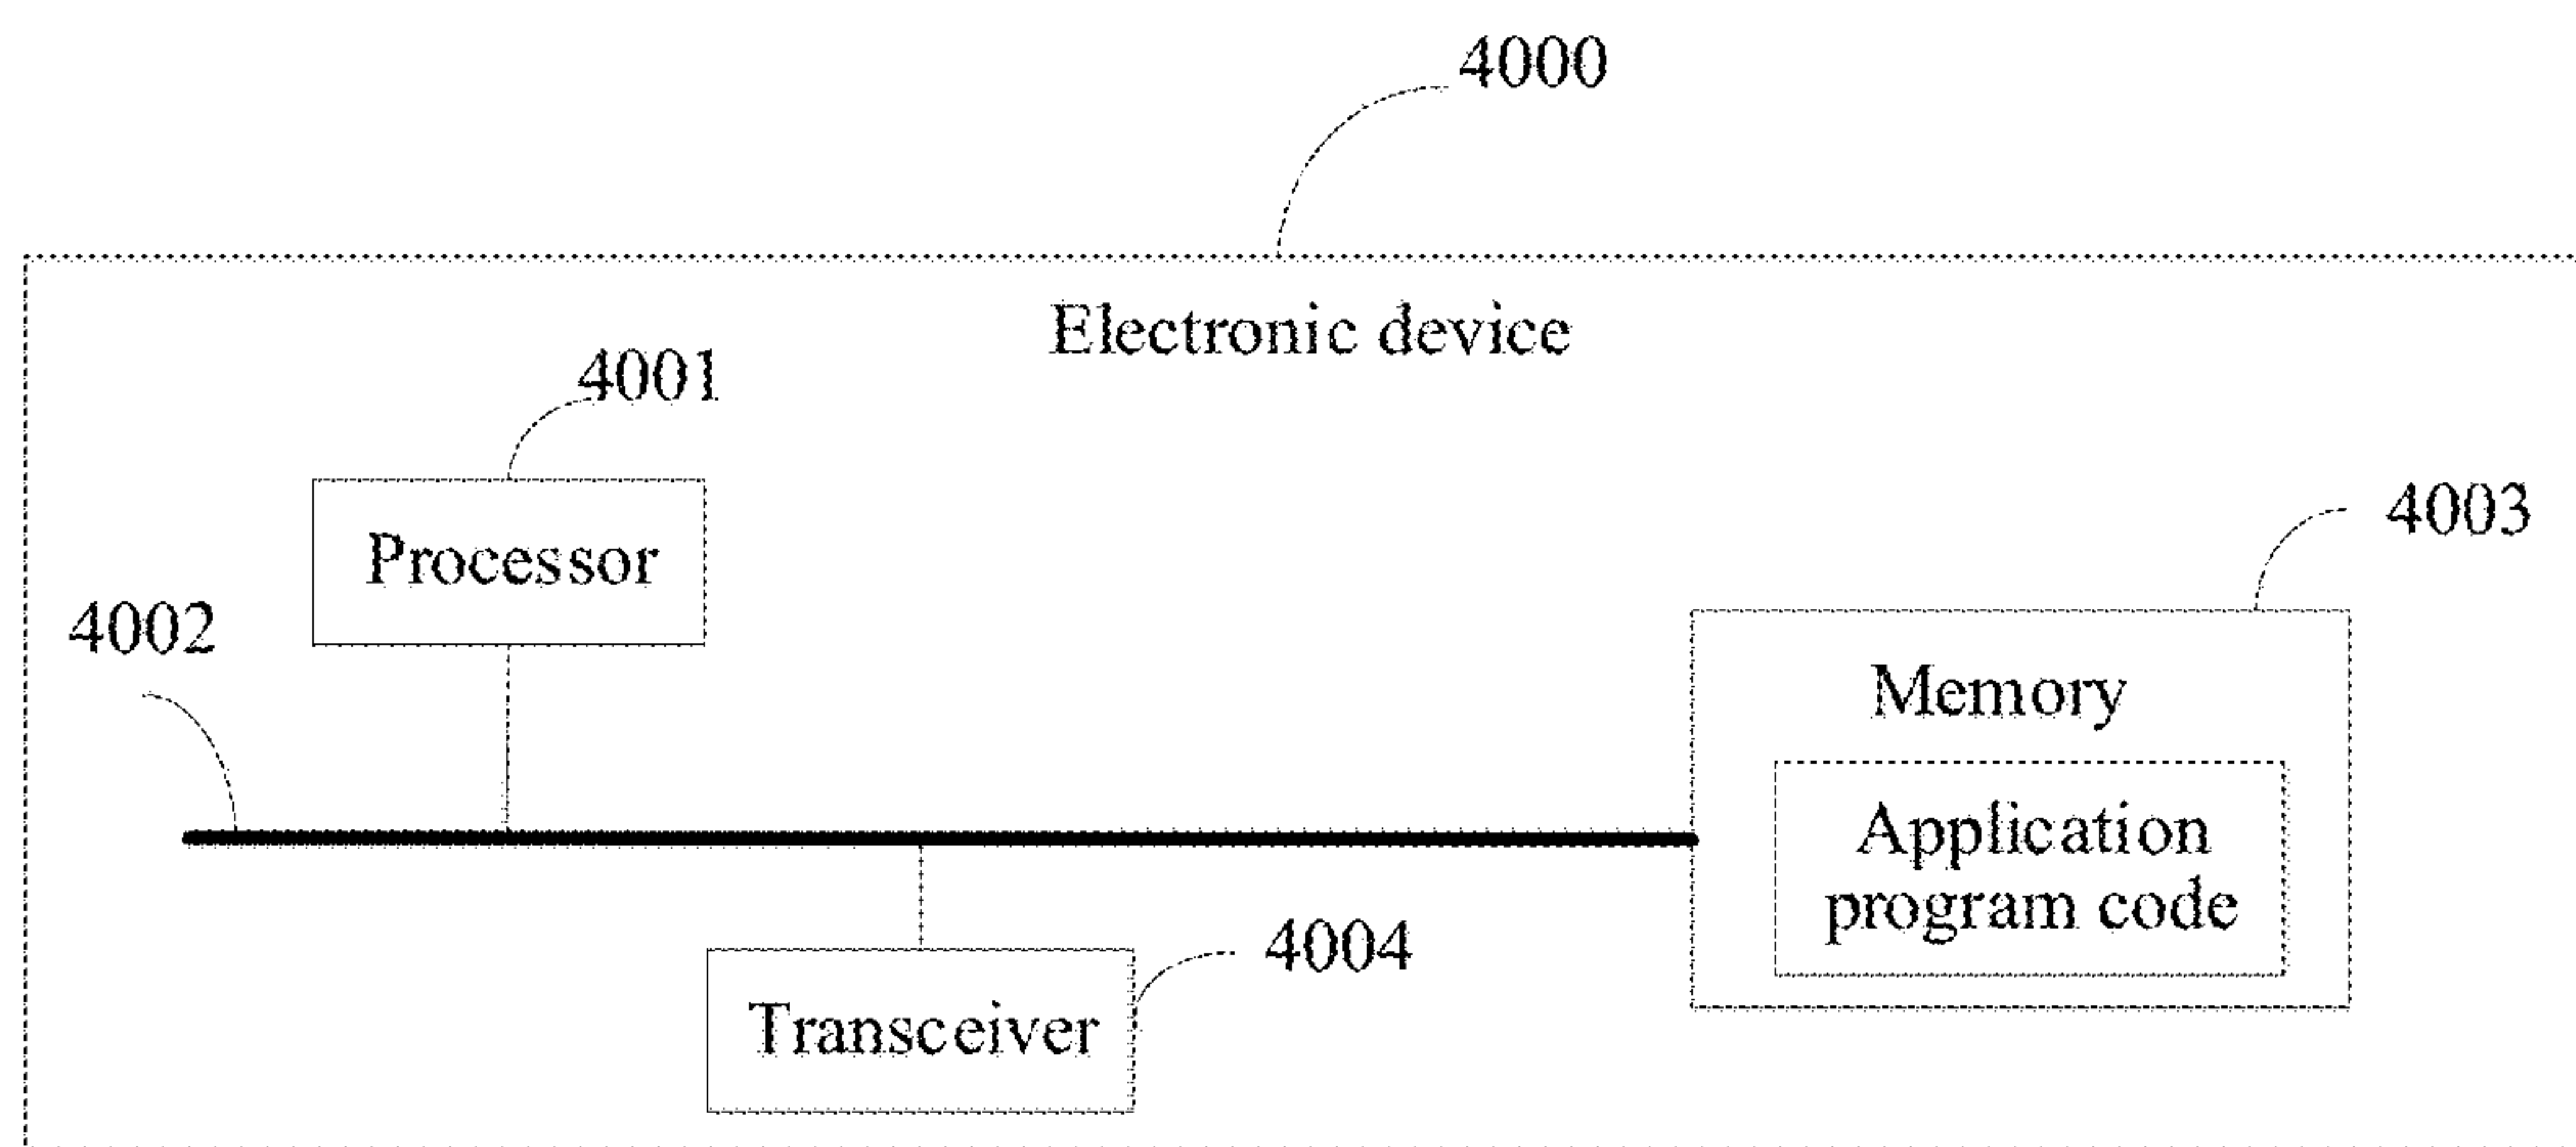 4000
Electronic device
4001
Processor
4002
4003
Memory
Application
program code
4004
Transceiver